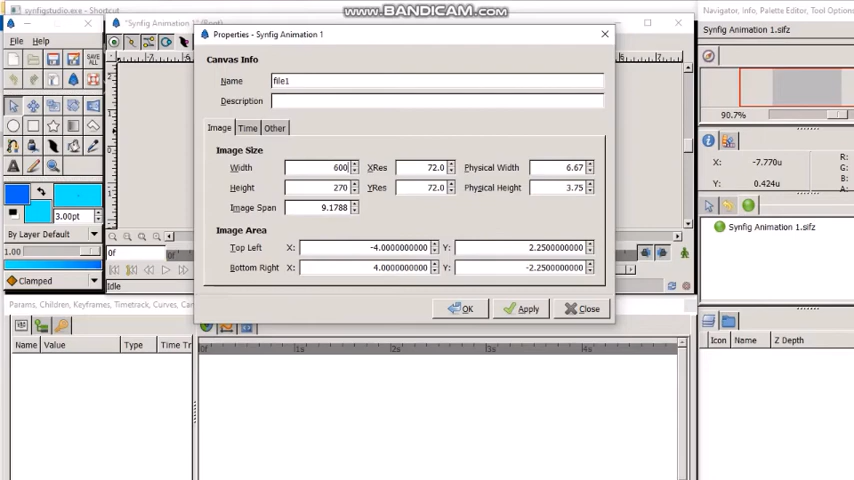 synfigstudio.exe - Shortcut
www.BANDICAM.com
Navigator, Info, Palette Editor, Tool Options
"Synfig Animation 1"
File
Synfig Animation 1.sifz
90.7%
X: -7.770u
Y: 0.424u
R:
G:
B:
A:
Synfig Animation 1.sifz
3.00pt
By Layer Default
1.00
Clamped
0f
Idle
Properties - Synfig Animation 1
Canvas Info
Name file1
Description
Image Time Other
Image Size
Width 600 XRes 72.0 Physical Width 6.67
Height 270 YRes 72.0 Physical Height 3.75
Image Span 9.1788
Image Area
Top Left X: -4.0000000000 Y: 2.2500000000
Bottom Right X: 4.0000000000 Y: -2.2500000000
OK Apply Close
Params, Children, Keyframes, Timetrack, Curves, Can
Name Value Type Time Tr
0f 2s 3s 4s
Icon Name Z Depth